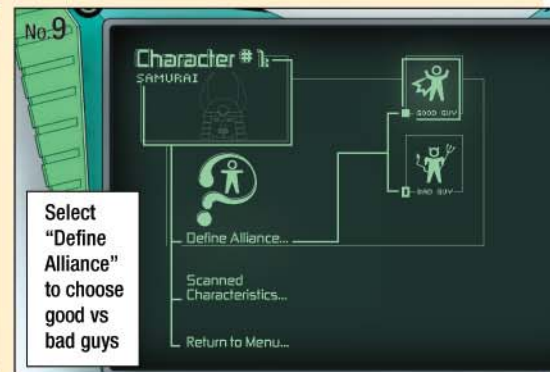 No.9
Character # 1:
SAMURAI
GOOD GUY
BAD GUY
Define Alliance...
Scanned
Characteristics...
Return to Menu...
Select
“Define
Alliance”
to choose
good vs
bad guys